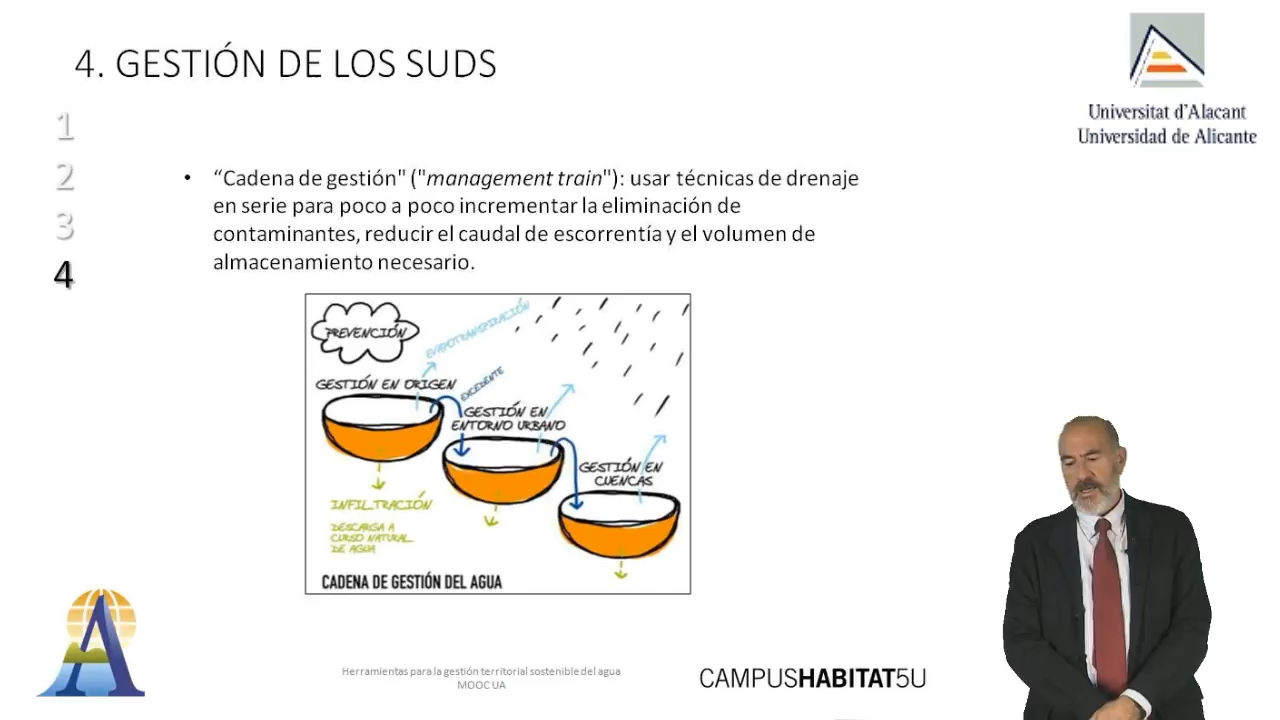 4. GESTIÓN DE LOS SUDS
Universitat d'Alacant
Universidad de Alicante
1
2
3
4
• “Cadena de gestión" ("management train"): usar técnicas de drenaje
en serie para poco a poco incrementar la eliminación de
contaminantes, reducir el caudal de escorrentía y el volumen de
almacenamiento necesario.
PREVENCIÓN
EVAPOTRANSPIRACIÓN
GESTIÓN EN ORIGEN
EXCEDENTE
GESTIÓN EN
ENTORNO URBANO
GESTIÓN EN
CUENCAS
INFILTRACIÓN
DESCARGA A
CURSO NATURAL
DE AGUA
CADENA DE GESTIÓN DEL AGUA
Herramientas para la gestión territorial sostenible del agua
MOOC UA
CAMPUSHABITAT5U